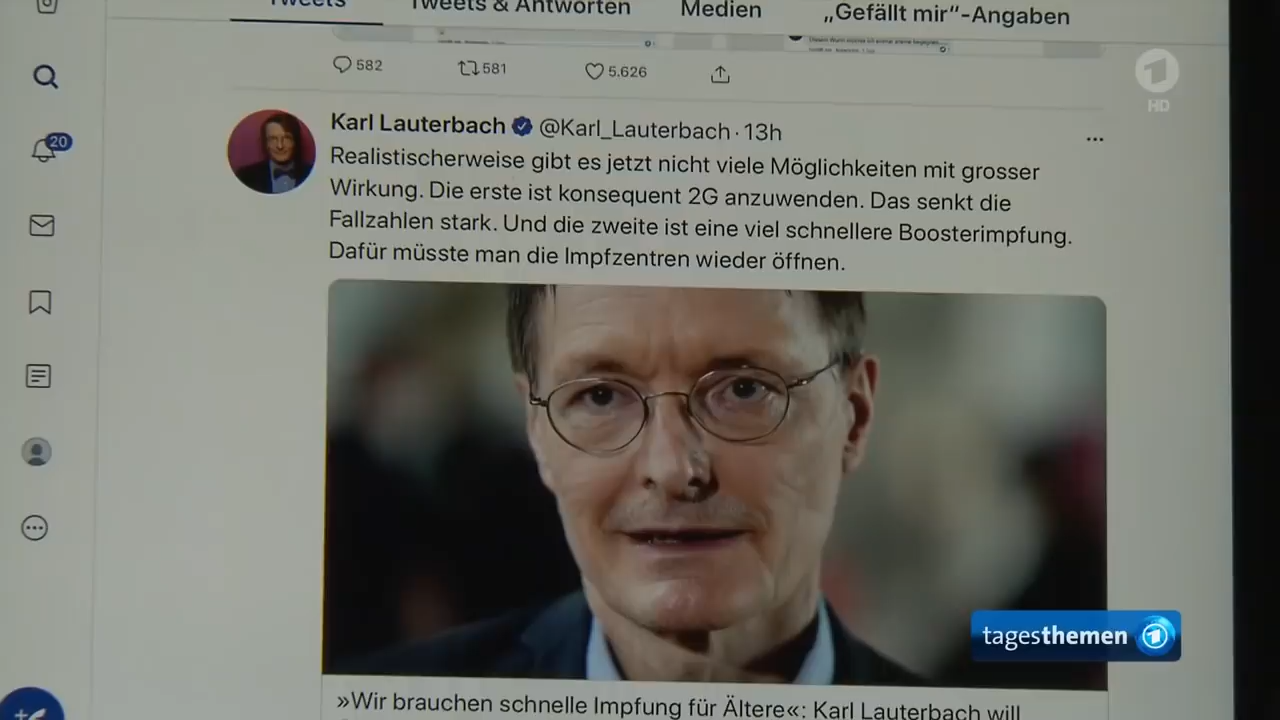 Tweets
Tweets & Antworten
Medien
„Gefällt mir“-Angaben
582
581
5.626
HD
20
Karl Lauterbach @Karl_Lauterbach · 13h
Realistischerweise gibt es jetzt nicht viele Möglichkeiten mit grosser
Wirkung. Die erste ist konsequent 2G anzuwenden. Das senkt die
Fallzahlen stark. Und die zweite ist eine viel schnellere Boosterimpfung.
Dafür müsste man die Impfzentren wieder öffnen.
tagesthemen
»Wir brauchen schnelle Impfung für Ältere«: Karl Lauterbach will